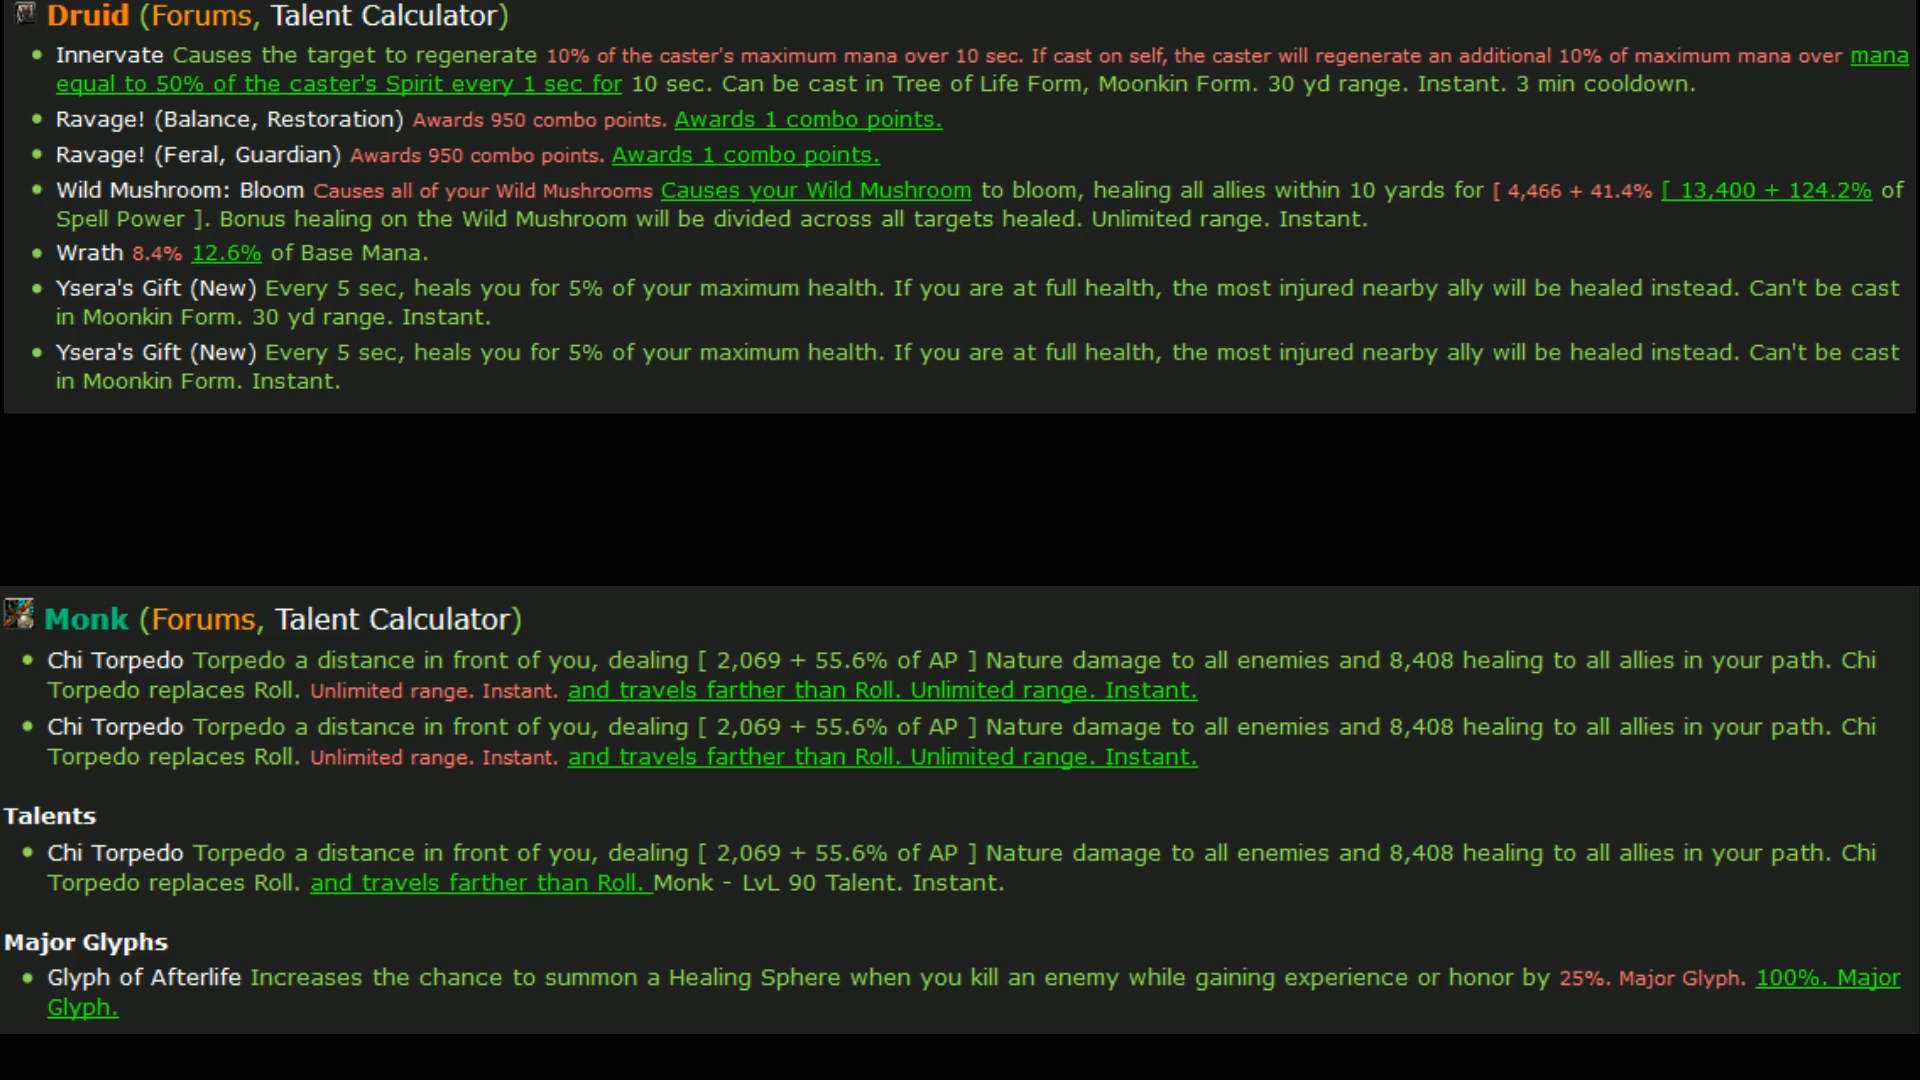 Druid (Forums, Talent Calculator)
Innervate Causes the target to regenerate 10% of the caster's maximum mana over 10 sec. If cast on self, the caster will regenerate an additional 10% of maximum mana over mana
equal to 50% of the caster's Spirit every 1 sec for 10 sec. Can be cast in Tree of Life Form, Moonkin Form. 30 yd range. Instant. 3 min cooldown.
Ravage! (Balance, Restoration) Awards 950 combo points. Awards 1 combo points.
Ravage! (Feral, Guardian) Awards 950 combo points. Awards 1 combo points.
Wild Mushroom: Bloom Causes all of your Wild Mushrooms Causes your Wild Mushroom to bloom, healing all allies within 10 yards for [ 4,466 + 41.4% [ 13,400 + 124.2% of
Spell Power ]. Bonus healing on the Wild Mushroom will be divided across all targets healed. Unlimited range. Instant.
Wrath 8.4% 12.6% of Base Mana.
Ysera's Gift (New) Every 5 sec, heals you for 5% of your maximum health. If you are at full health, the most injured nearby ally will be healed instead. Can't be cast
in Moonkin Form. 30 yd range. Instant.
Ysera's Gift (New) Every 5 sec, heals you for 5% of your maximum health. If you are at full health, the most injured nearby ally will be healed instead. Can't be cast
in Moonkin Form. Instant.
Monk (Forums, Talent Calculator)
Chi Torpedo Torpedo a distance in front of you, dealing [ 2,069 + 55.6% of AP ] Nature damage to all enemies and 8,408 healing to all allies in your path. Chi
Torpedo replaces Roll. Unlimited range. Instant. and travels farther than Roll. Unlimited range. Instant.
Chi Torpedo Torpedo a distance in front of you, dealing [ 2,069 + 55.6% of AP ] Nature damage to all enemies and 8,408 healing to all allies in your path. Chi
Torpedo replaces Roll. Unlimited range. Instant. and travels farther than Roll. Unlimited range. Instant.
Talents
Chi Torpedo Torpedo a distance in front of you, dealing [ 2,069 + 55.6% of AP ] Nature damage to all enemies and 8,408 healing to all allies in your path. Chi
Torpedo replaces Roll. and travels farther than Roll. Monk - LvL 90 Talent. Instant.
Major Glyphs
Glyph of Afterlife Increases the chance to summon a Healing Sphere when you kill an enemy while gaining experience or honor by 25%. Major Glyph. 100%. Major
Glyph.